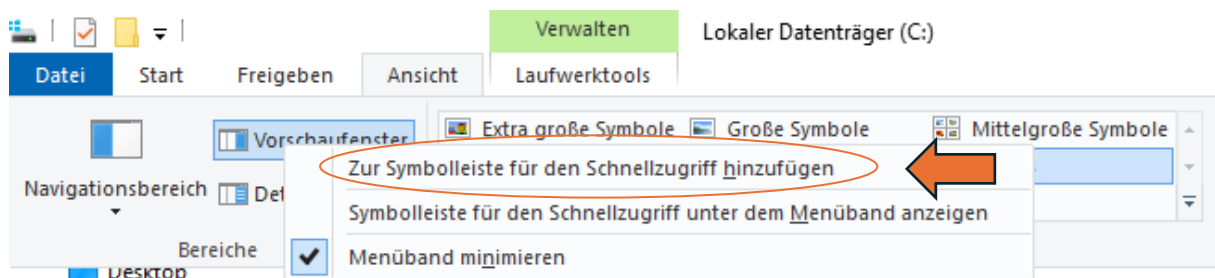 Verwalten Lokaler Datenträger (C:)
Datei Start Freigeben Ansicht Laufwerktools
Vorschaufenster Extra große Symbole Große Symbole Mittelgroße Symbole
Zur Symbolleiste für den Schnellzugriff hinzufügen
Navigationsbereich Det
Symbolleiste für den Schnellzugriff unter dem Menüband anzeigen
Bereiche
Menüband minimieren
Desktop